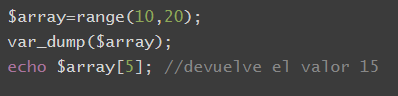 $array=range(10,20);
var_dump($array);
echo $array[5]; //devuelve el valor 15